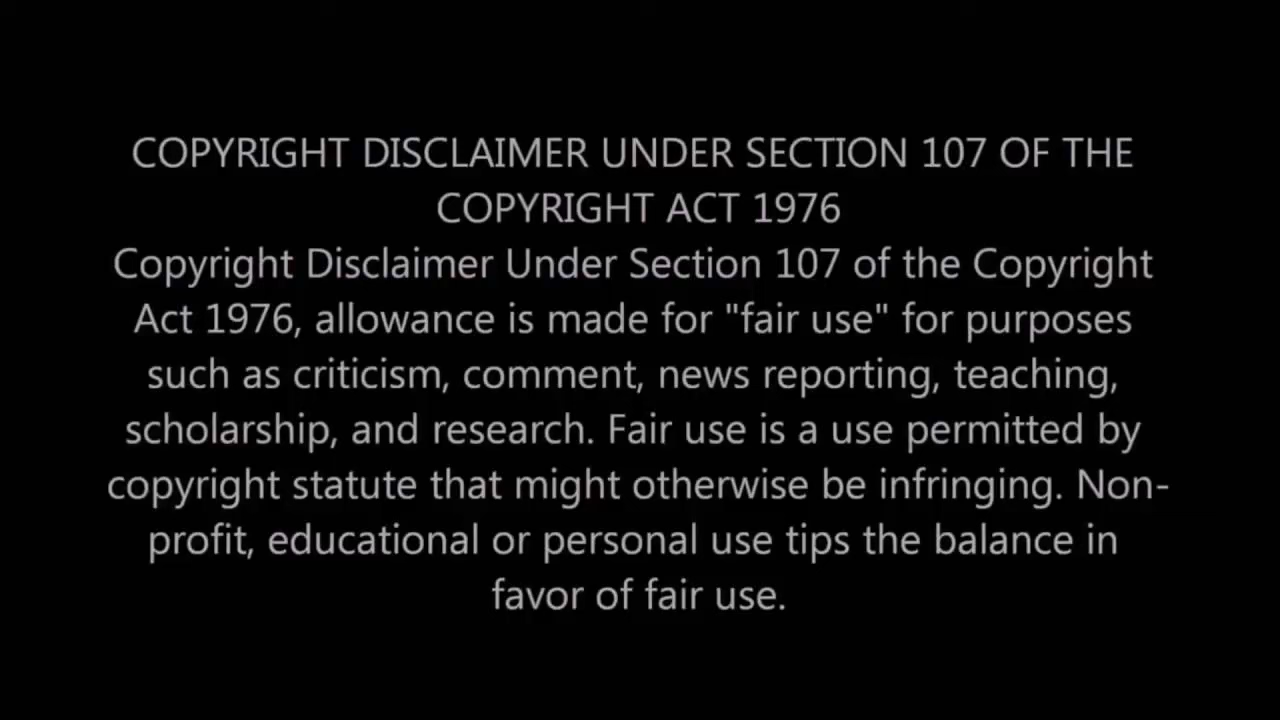 COPYRIGHT DISCLAIMER UNDER SECTION 107 OF THE
COPYRIGHT ACT 1976
Copyright Disclaimer Under Section 107 of the Copyright
Act 1976, allowance is made for "fair use" for purposes
such as criticism, comment, news reporting, teaching,
scholarship, and research. Fair use is a use permitted by
copyright statute that might otherwise be infringing. Non-
profit, educational or personal use tips the balance in
favor of fair use.